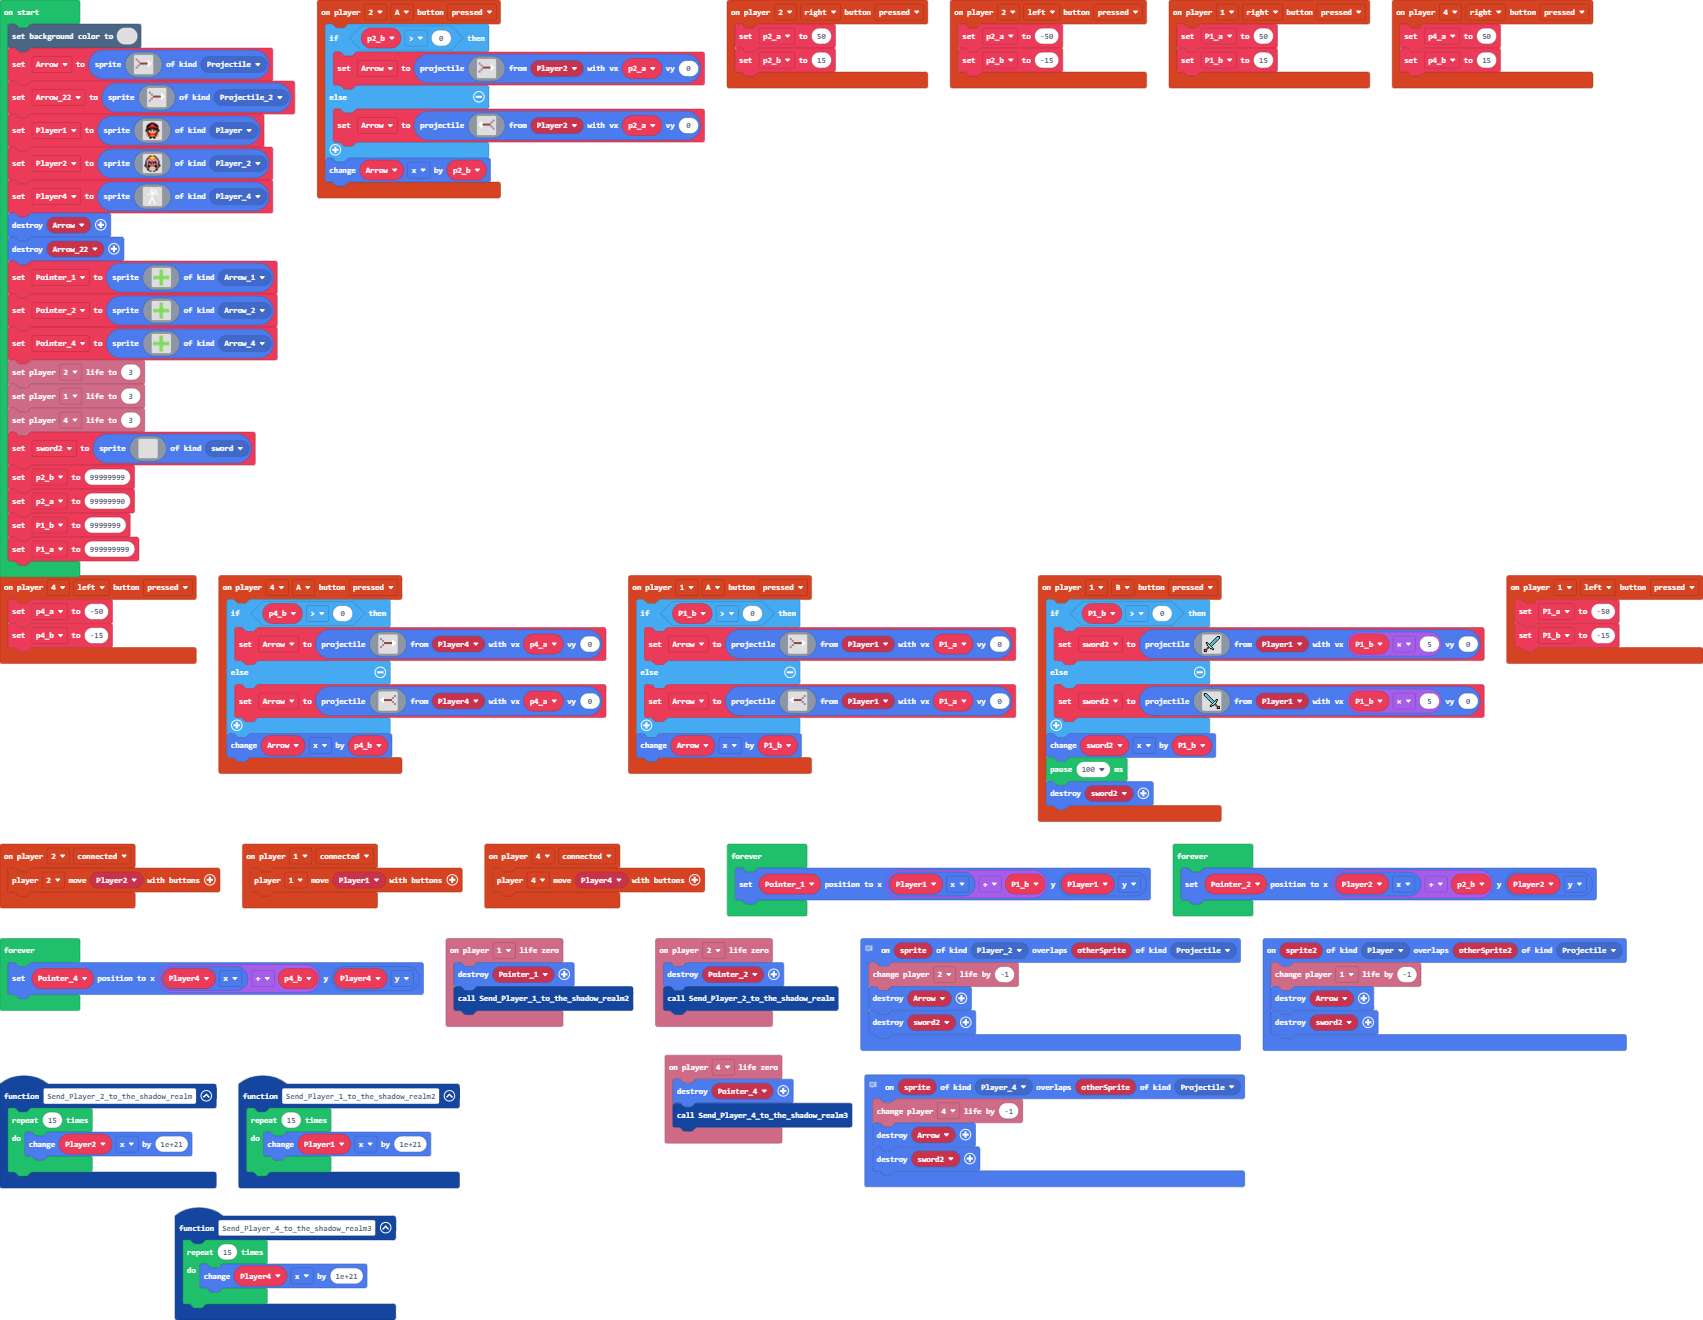 on start
set background color to
set Arrow to sprite of kind Projectile
set Arrow_22 to sprite of kind Projectile_2
set Player1 to sprite of kind Player
set Player2 to sprite of kind Player_2
set Player4 to sprite of kind Player_4
destroy Arrow
destroy Arrow_22
set Pointer_1 to sprite of kind Arrow_1
set Pointer_2 to sprite of kind Arrow_2
set Pointer_4 to sprite of kind Arrow_4
set player 2 life to 3
set player 1 life to 3
set player 4 life to 3
set sword2 to sprite of kind sword
set p2_b to 99999999
set p2_a to 99999990
set P1_b to 9999999
set P1_a to 999999999
on player 2 A button pressed
if p2_b > 0 then
set Arrow to projectile from Player2 with vx p2_a vy 0
else
set Arrow to projectile from Player2 with vx p2_a vy 0
change Arrow x by p2_b
on player 2 right button pressed
set p2_a to 50
set p2_b to 15
on player 2 left button pressed
set p2_a to -50
set p2_b to -15
on player 1 right button pressed
set P1_a to 50
set P1_b to 15
on player 4 right button pressed
set p4_a to 50
set p4_b to 15
on player 4 left button pressed
set p4_a to -50
set p4_b to -15
on player 4 A button pressed
if p4_b > 0 then
set Arrow to projectile from Player4 with vx p4_a vy 0
else
set Arrow to projectile from Player4 with vx p4_a vy 0
change Arrow x by p4_b
on player 1 A button pressed
if P1_b > 0 then
set Arrow to projectile from Player1 with vx P1_a vy 0
else
set Arrow to projectile from Player1 with vx P1_a vy 0
change Arrow x by P1_b
on player 1 B button pressed
if P1_b > 0 then
set sword2 to projectile from Player1 with vx P1_b × 5 vy 0
else
set sword2 to projectile from Player1 with vx P1_b × 5 vy 0
change sword2 x by P1_b
pause 100 ms
destroy sword2
on player 1 left button pressed
set P1_a to -50
set P1_b to -15
on player 2 connected
player 2 move Player2 with buttons
on player 1 connected
player 1 move Player1 with buttons
on player 4 connected
player 4 move Player4 with buttons
forever
set Pointer_1 position to x Player1 x + P1_b y Player1 y
forever
set Pointer_2 position to x Player2 x + p2_b y Player2 y
forever
set Pointer_4 position to x Player4 x + p4_b y Player4 y
on player 1 life zero
destroy Pointer_1
call Send_Player_1_to_the_shadow_realm2
on player 2 life zero
destroy Pointer_2
call Send_Player_2_to_the_shadow_realm
on sprite of kind Player_2 overlaps otherSprite of kind Projectile
change player 2 life by -1
destroy Arrow
destroy sword2
on sprite2 of kind Player overlaps otherSprite2 of kind Projectile
change player 1 life by -1
destroy Arrow
destroy sword2
on player 4 life zero
destroy Pointer_4
call Send_Player_4_to_the_shadow_realm3
on sprite of kind Player_4 overlaps otherSprite of kind Projectile
change player 4 life by -1
destroy Arrow
destroy sword2
function Send_Player_2_to_the_shadow_realm
repeat 15 times
do change Player2 x by 1e+21
function Send_Player_1_to_the_shadow_realm2
repeat 15 times
do change Player1 x by 1e+21
function Send_Player_4_to_the_shadow_realm3
repeat 15 times
do change Player4 x by 1e+21